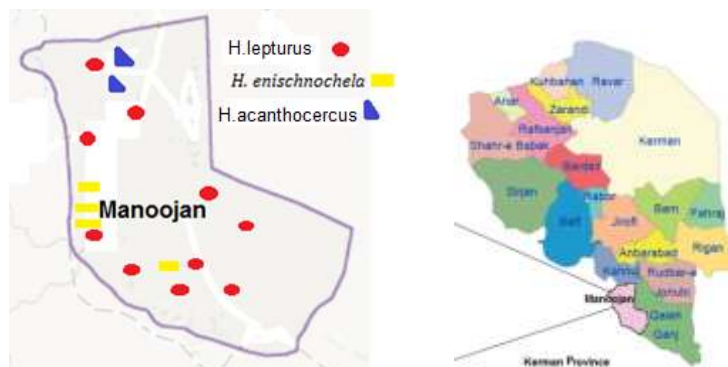 H.lepturus
H. enischnochela
H.acanthocercus
Manoojan
Kuhbanan
Ravar
Anar
Zarand
Rafsanjan
Shahr-e Babak
Kerman
Bardsir
Sirjan
Rabor
Baft
Jiroft
Bam
Fahraj
Anbarabad
Rigan
Kahnuj
Rudbar-e
Jonubi
Manoojan
Qaleh
Ganj
Kerman Province